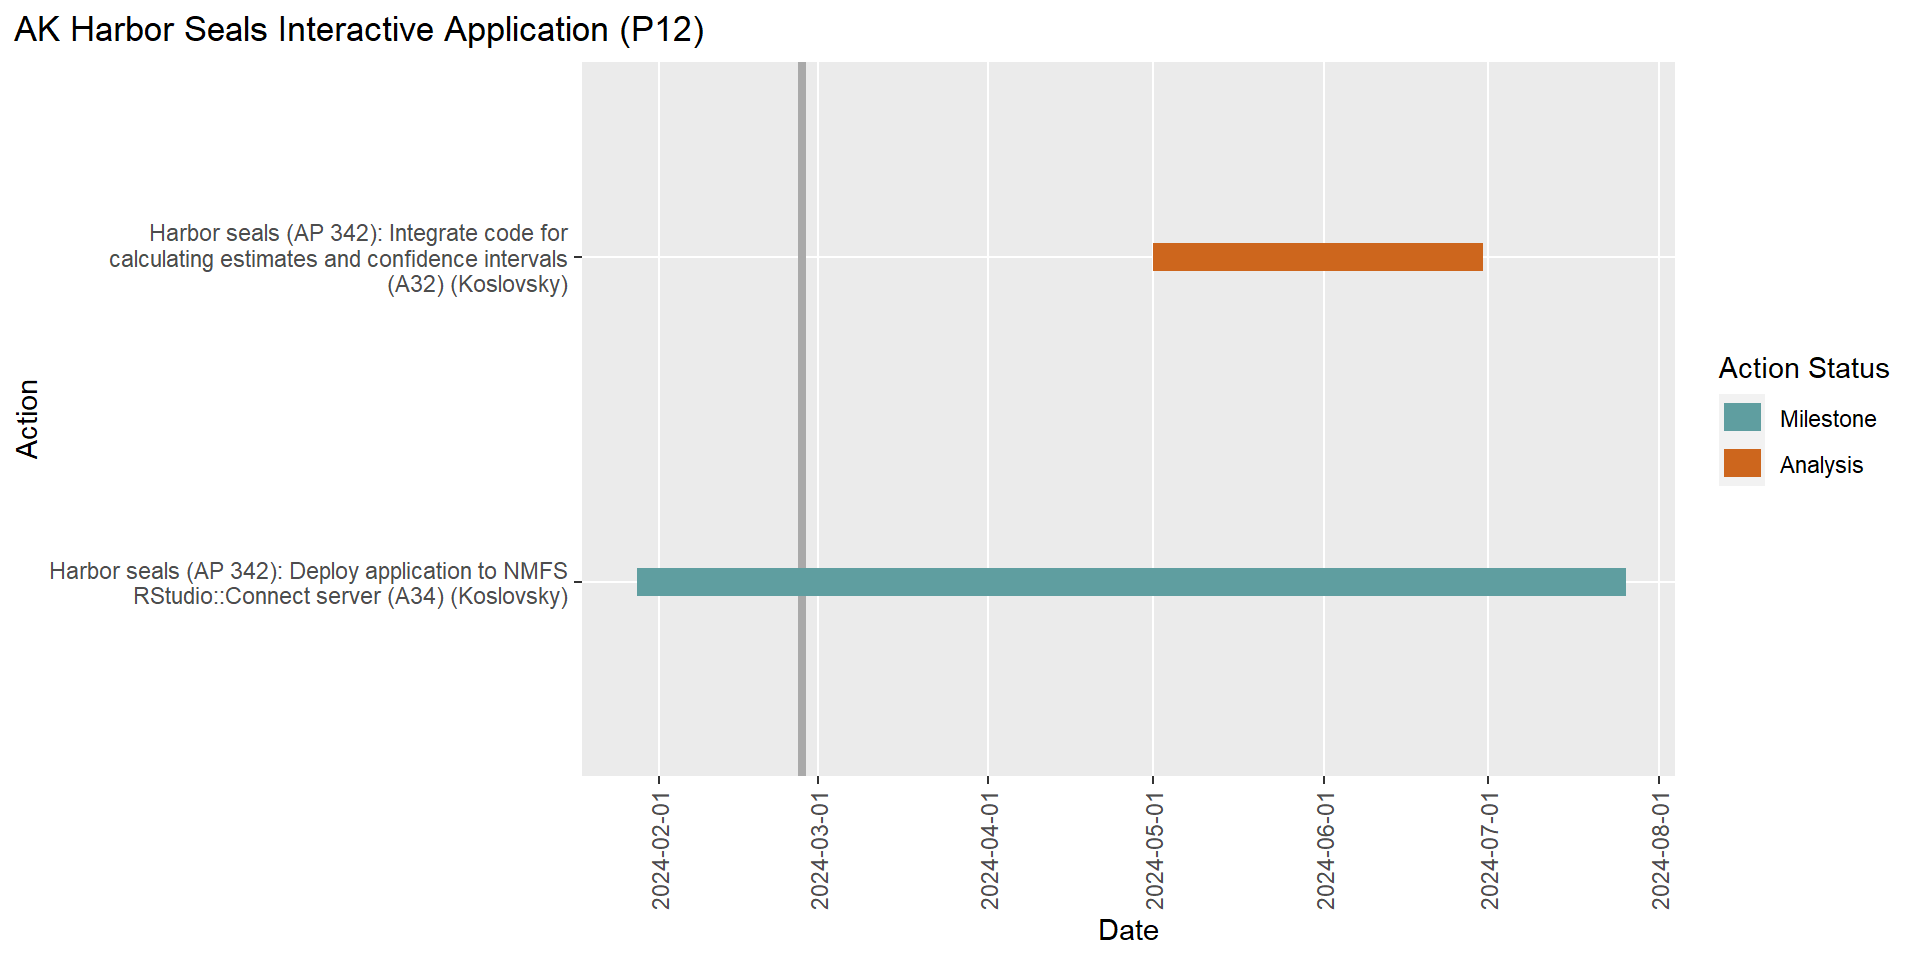 AK Harbor Seals Interactive Application (P12)
Action
Harbor seals (AP 342): Integrate code for
calculating estimates and confidence intervals
(A32) (Koslovsky)
Harbor seals (AP 342): Deploy application to NMFS
RStudio::Connect server (A34) (Koslovsky)
2024-02-01
2024-03-01
2024-04-01
2024-05-01
2024-06-01
2024-07-01
2024-08-01
Date
Action Status
Milestone
Analysis